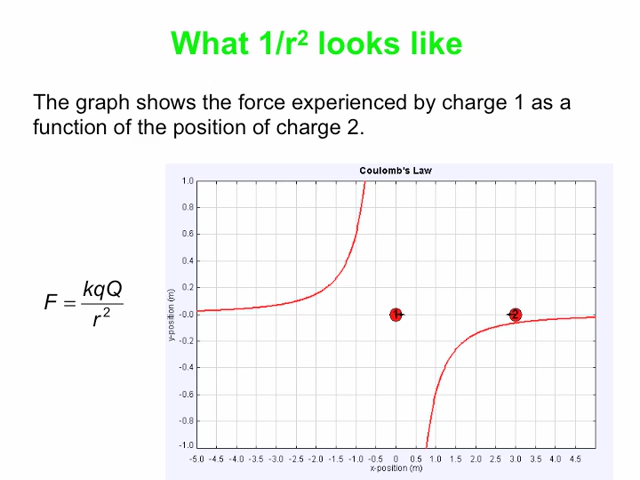 What 1/r² looks like
The graph shows the force experienced by charge 1 as a
function of the position of charge 2.
Coulomb's Law
F = kqQ / r²
y-position (m)
1.0
0.8
0.6
0.4
0.2
-0.0
-0.2
-0.4
-0.6
-0.8
-1.0
1
2
-5.0 -4.5 -4.0 -3.5 -3.0 -2.5 -2.0 -1.5 -1.0 -0.5 0 0.5 1.0 1.5 2.0 2.5 3.0 3.5 4.0 4.5
x-position (m)